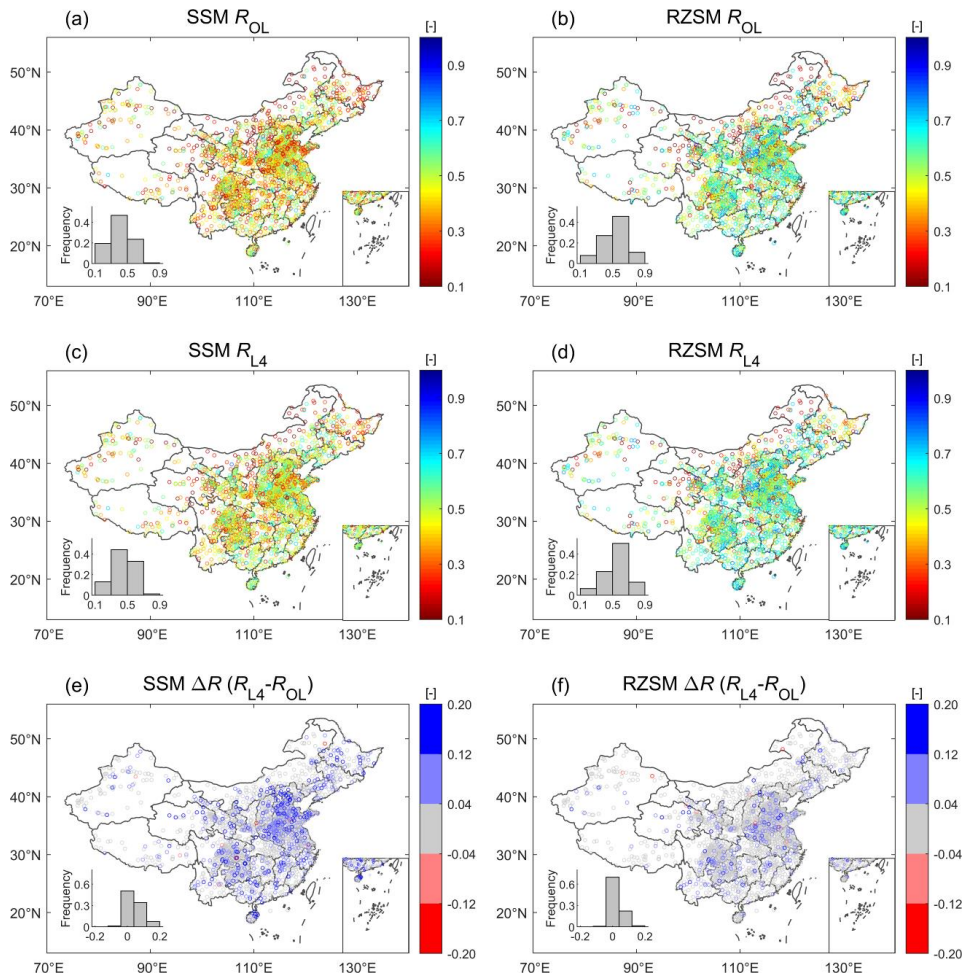 (a) SSM R_OL [-]
50°N
40°N
30°N
20°N
0.9
0.7
0.5
0.3
0.1
Frequency
0.4
0.2
0
0.1 0.5 0.9
70°E 90°E 110°E 130°E
(b) RZSM R_OL [-]
50°N
40°N
30°N
20°N
0.9
0.7
0.5
0.3
0.1
Frequency
0.4
0.2
0
0.1 0.5 0.9
70°E 90°E 110°E 130°E
(c) SSM R_L4 [-]
50°N
40°N
30°N
20°N
0.9
0.7
0.5
0.3
0.1
Frequency
0.4
0.2
0
0.1 0.5 0.9
70°E 90°E 110°E 130°E
(d) RZSM R_L4 [-]
50°N
40°N
30°N
20°N
0.9
0.7
0.5
0.3
0.1
Frequency
0.4
0.2
0
0.1 0.5 0.9
70°E 90°E 110°E 130°E
(e) SSM ΔR (R_L4-R_OL) [-]
50°N
40°N
30°N
20°N
0.20
0.12
0.04
-0.04
-0.12
-0.20
Frequency
0.6
0.3
0
-0.2 0 0.2
70°E 90°E 110°E 130°E
(f) RZSM ΔR (R_L4-R_OL) [-]
50°N
40°N
30°N
20°N
0.20
0.12
0.04
-0.04
-0.12
-0.20
Frequency
0.6
0.3
0
-0.2 0 0.2
70°E 90°E 110°E 130°E